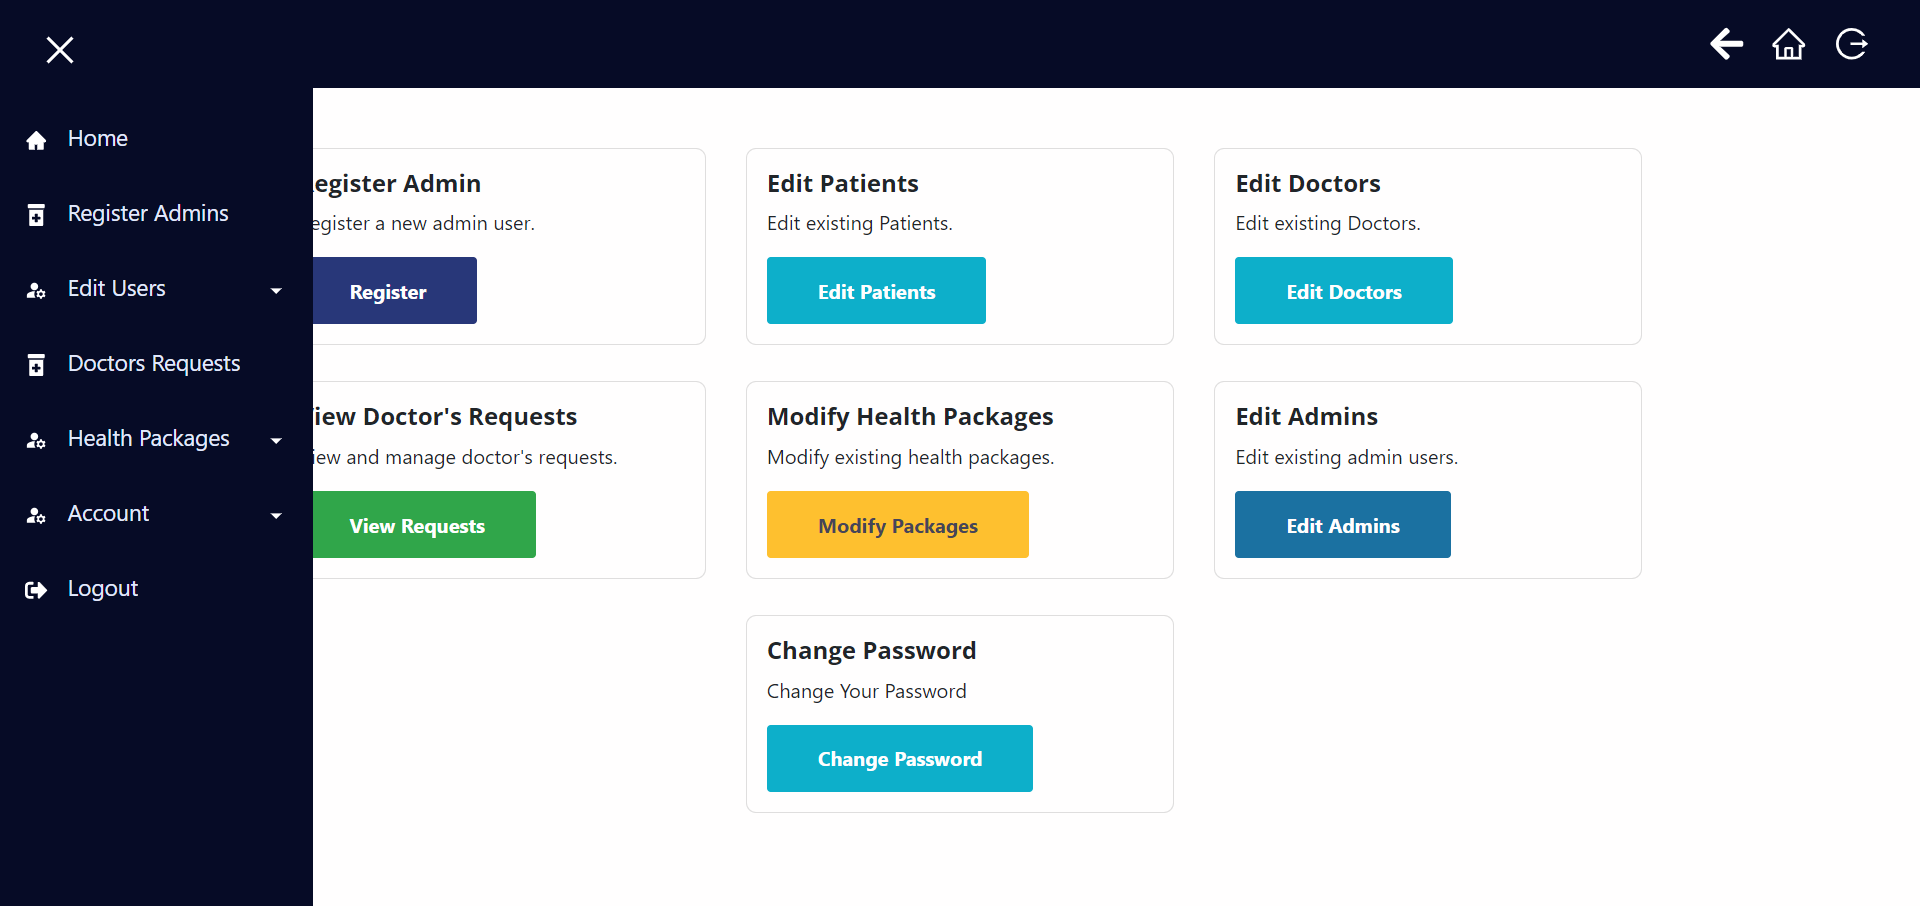 Home
Register Admins
Edit Users
Doctors Requests
Health Packages
Account
Logout
egister Admin
egister a new admin user.
Register
Edit Patients
Edit existing Patients.
Edit Patients
Edit Doctors
Edit existing Doctors.
Edit Doctors
iew Doctor's Requests
iew and manage doctor's requests.
View Requests
Modify Health Packages
Modify existing health packages.
Modify Packages
Edit Admins
Edit existing admin users.
Edit Admins
Change Password
Change Your Password
Change Password